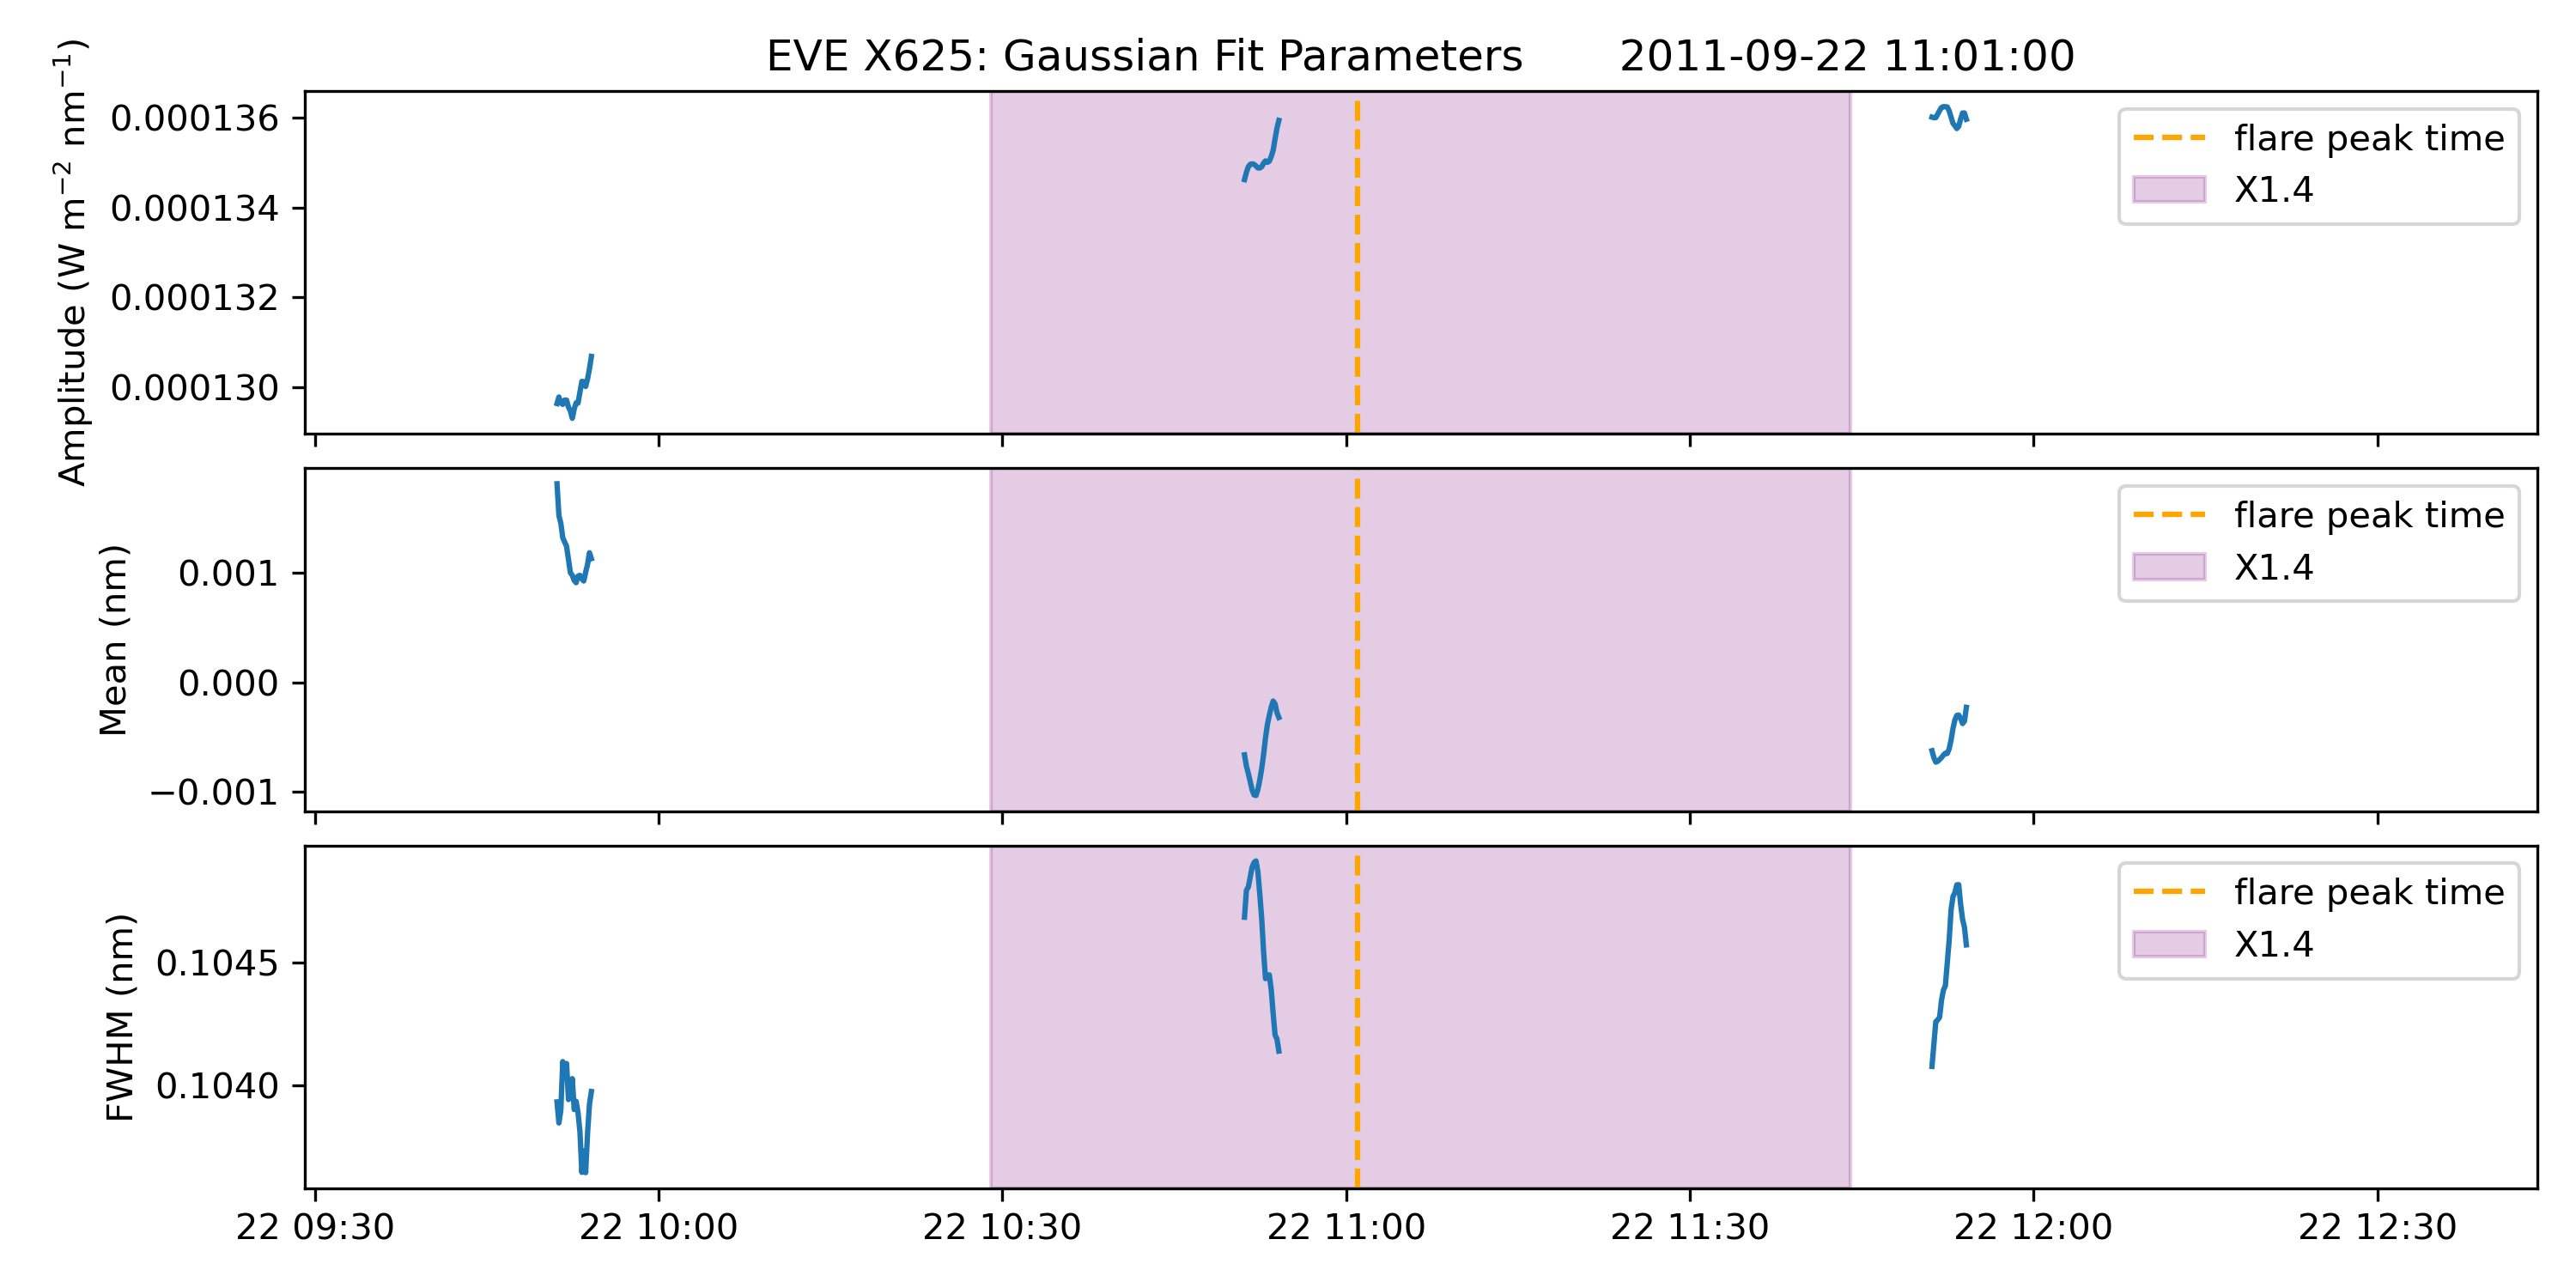 EVE X625: Gaussian Fit Parameters 2011-09-22 11:01:00
Amplitude (W m⁻² nm⁻¹)
0.000136
0.000134
0.000132
0.000130
flare peak time
X1.4
Mean (nm)
0.001
0.000
−0.001
flare peak time
X1.4
FWHM (nm)
0.1045
0.1040
flare peak time
X1.4
22 09:30 22 10:00 22 10:30 22 11:00 22 11:30 22 12:00 22 12:30